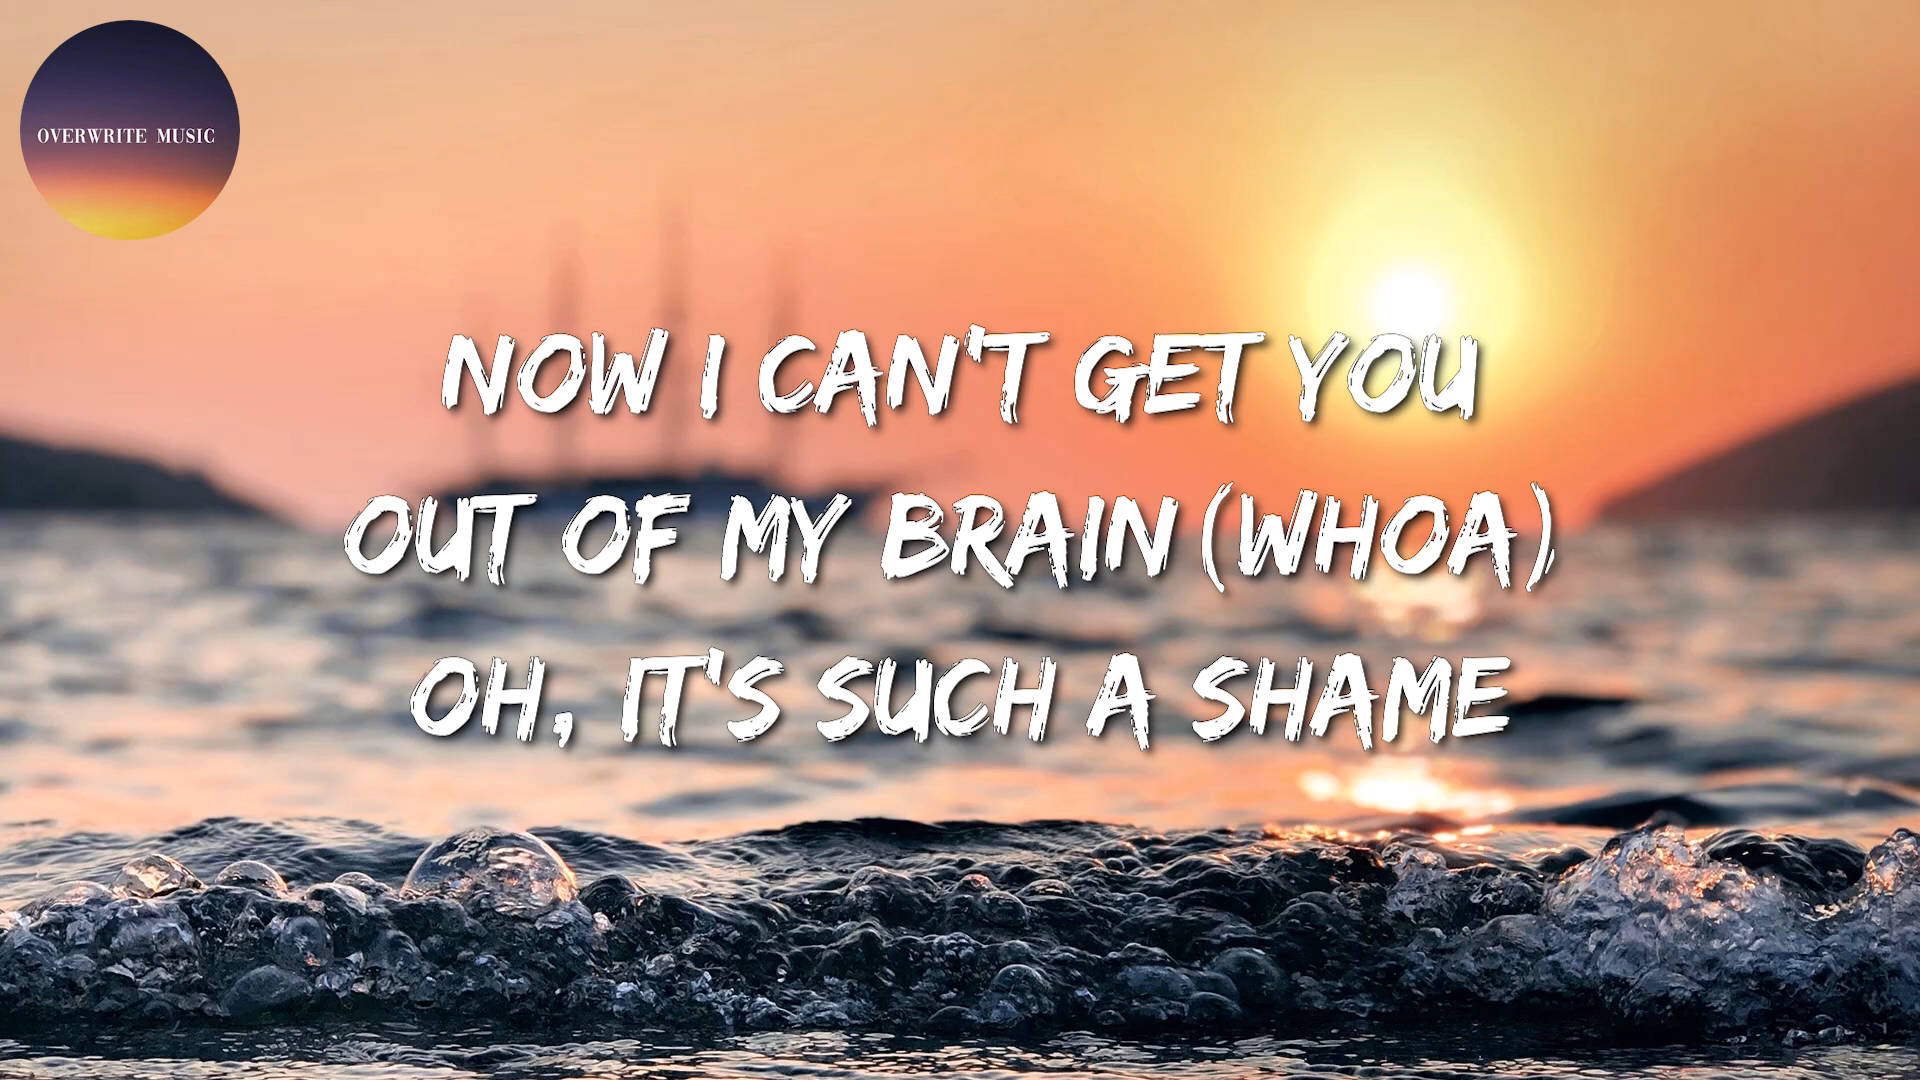 OVERWRITE MUSIC
NOW I CAN'T GET YOU
OUT OF MY BRAIN (WHOA)
OH, IT'S SUCH A SHAME